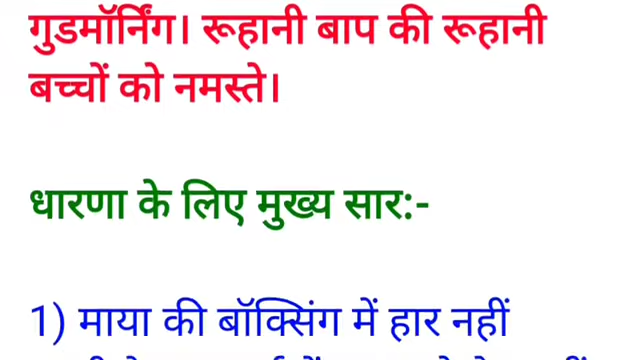 गुडमॉर्निंग। रूहानी बाप की रूहानी
बच्चों को नमस्ते।
धारणा के लिए मुख्य सार:-
1) माया की बॉक्सिंग में हार नहीं